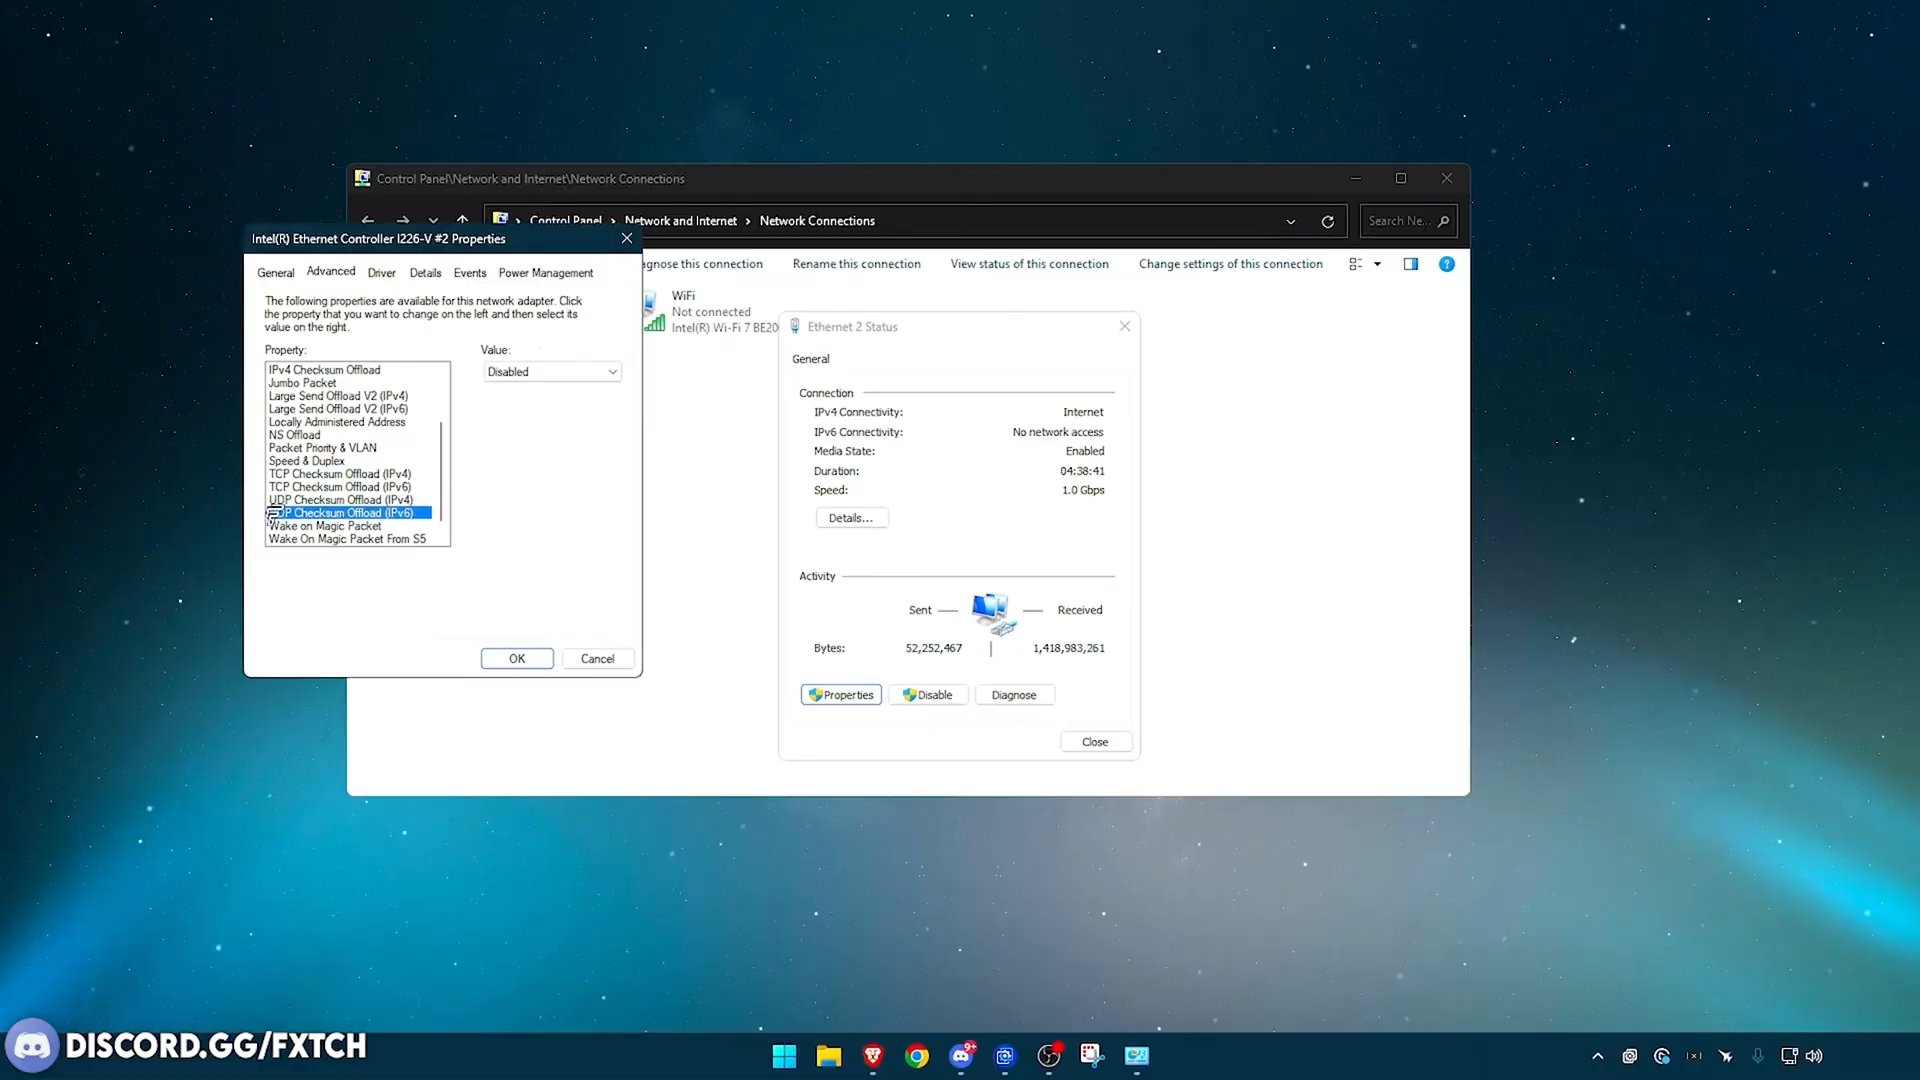 Control Panel\Network and Internet\Network Connections
Control Panel › Network and Internet › Network Connections
Search Ne...
Intel(R) Ethernet Controller I226-V #2 Properties
agnose this connection
Rename this connection
View status of this connection
Change settings of this connection
General
Advanced
Driver
Details
Events
Power Management
The following properties are available for this network adapter. Click
the property that you want to change on the left and then select its
value on the right.
Property:
Value:
IPv4 Checksum Offload
Jumbo Packet
Large Send Offload V2 (IPv4)
Large Send Offload V2 (IPv6)
Locally Administered Address
NS Offload
Packet Priority & VLAN
Speed & Duplex
TCP Checksum Offload (IPv4)
TCP Checksum Offload (IPv6)
UDP Checksum Offload (IPv4)
UDP Checksum Offload (IPv6)
Wake on Magic Packet
Wake On Magic Packet From S5
Disabled
OK
Cancel
WiFi
Not connected
Intel(R) Wi-Fi 7 BE20
Ethernet 2 Status
General
Connection
IPv4 Connectivity: Internet
IPv6 Connectivity: No network access
Media State: Enabled
Duration: 04:38:41
Speed: 1.0 Gbps
Details...
Activity
Sent
Received
Bytes: 52,252,467 1,418,983,261
Properties
Disable
Diagnose
Close
DISCORD.GG/FXTCH
9+